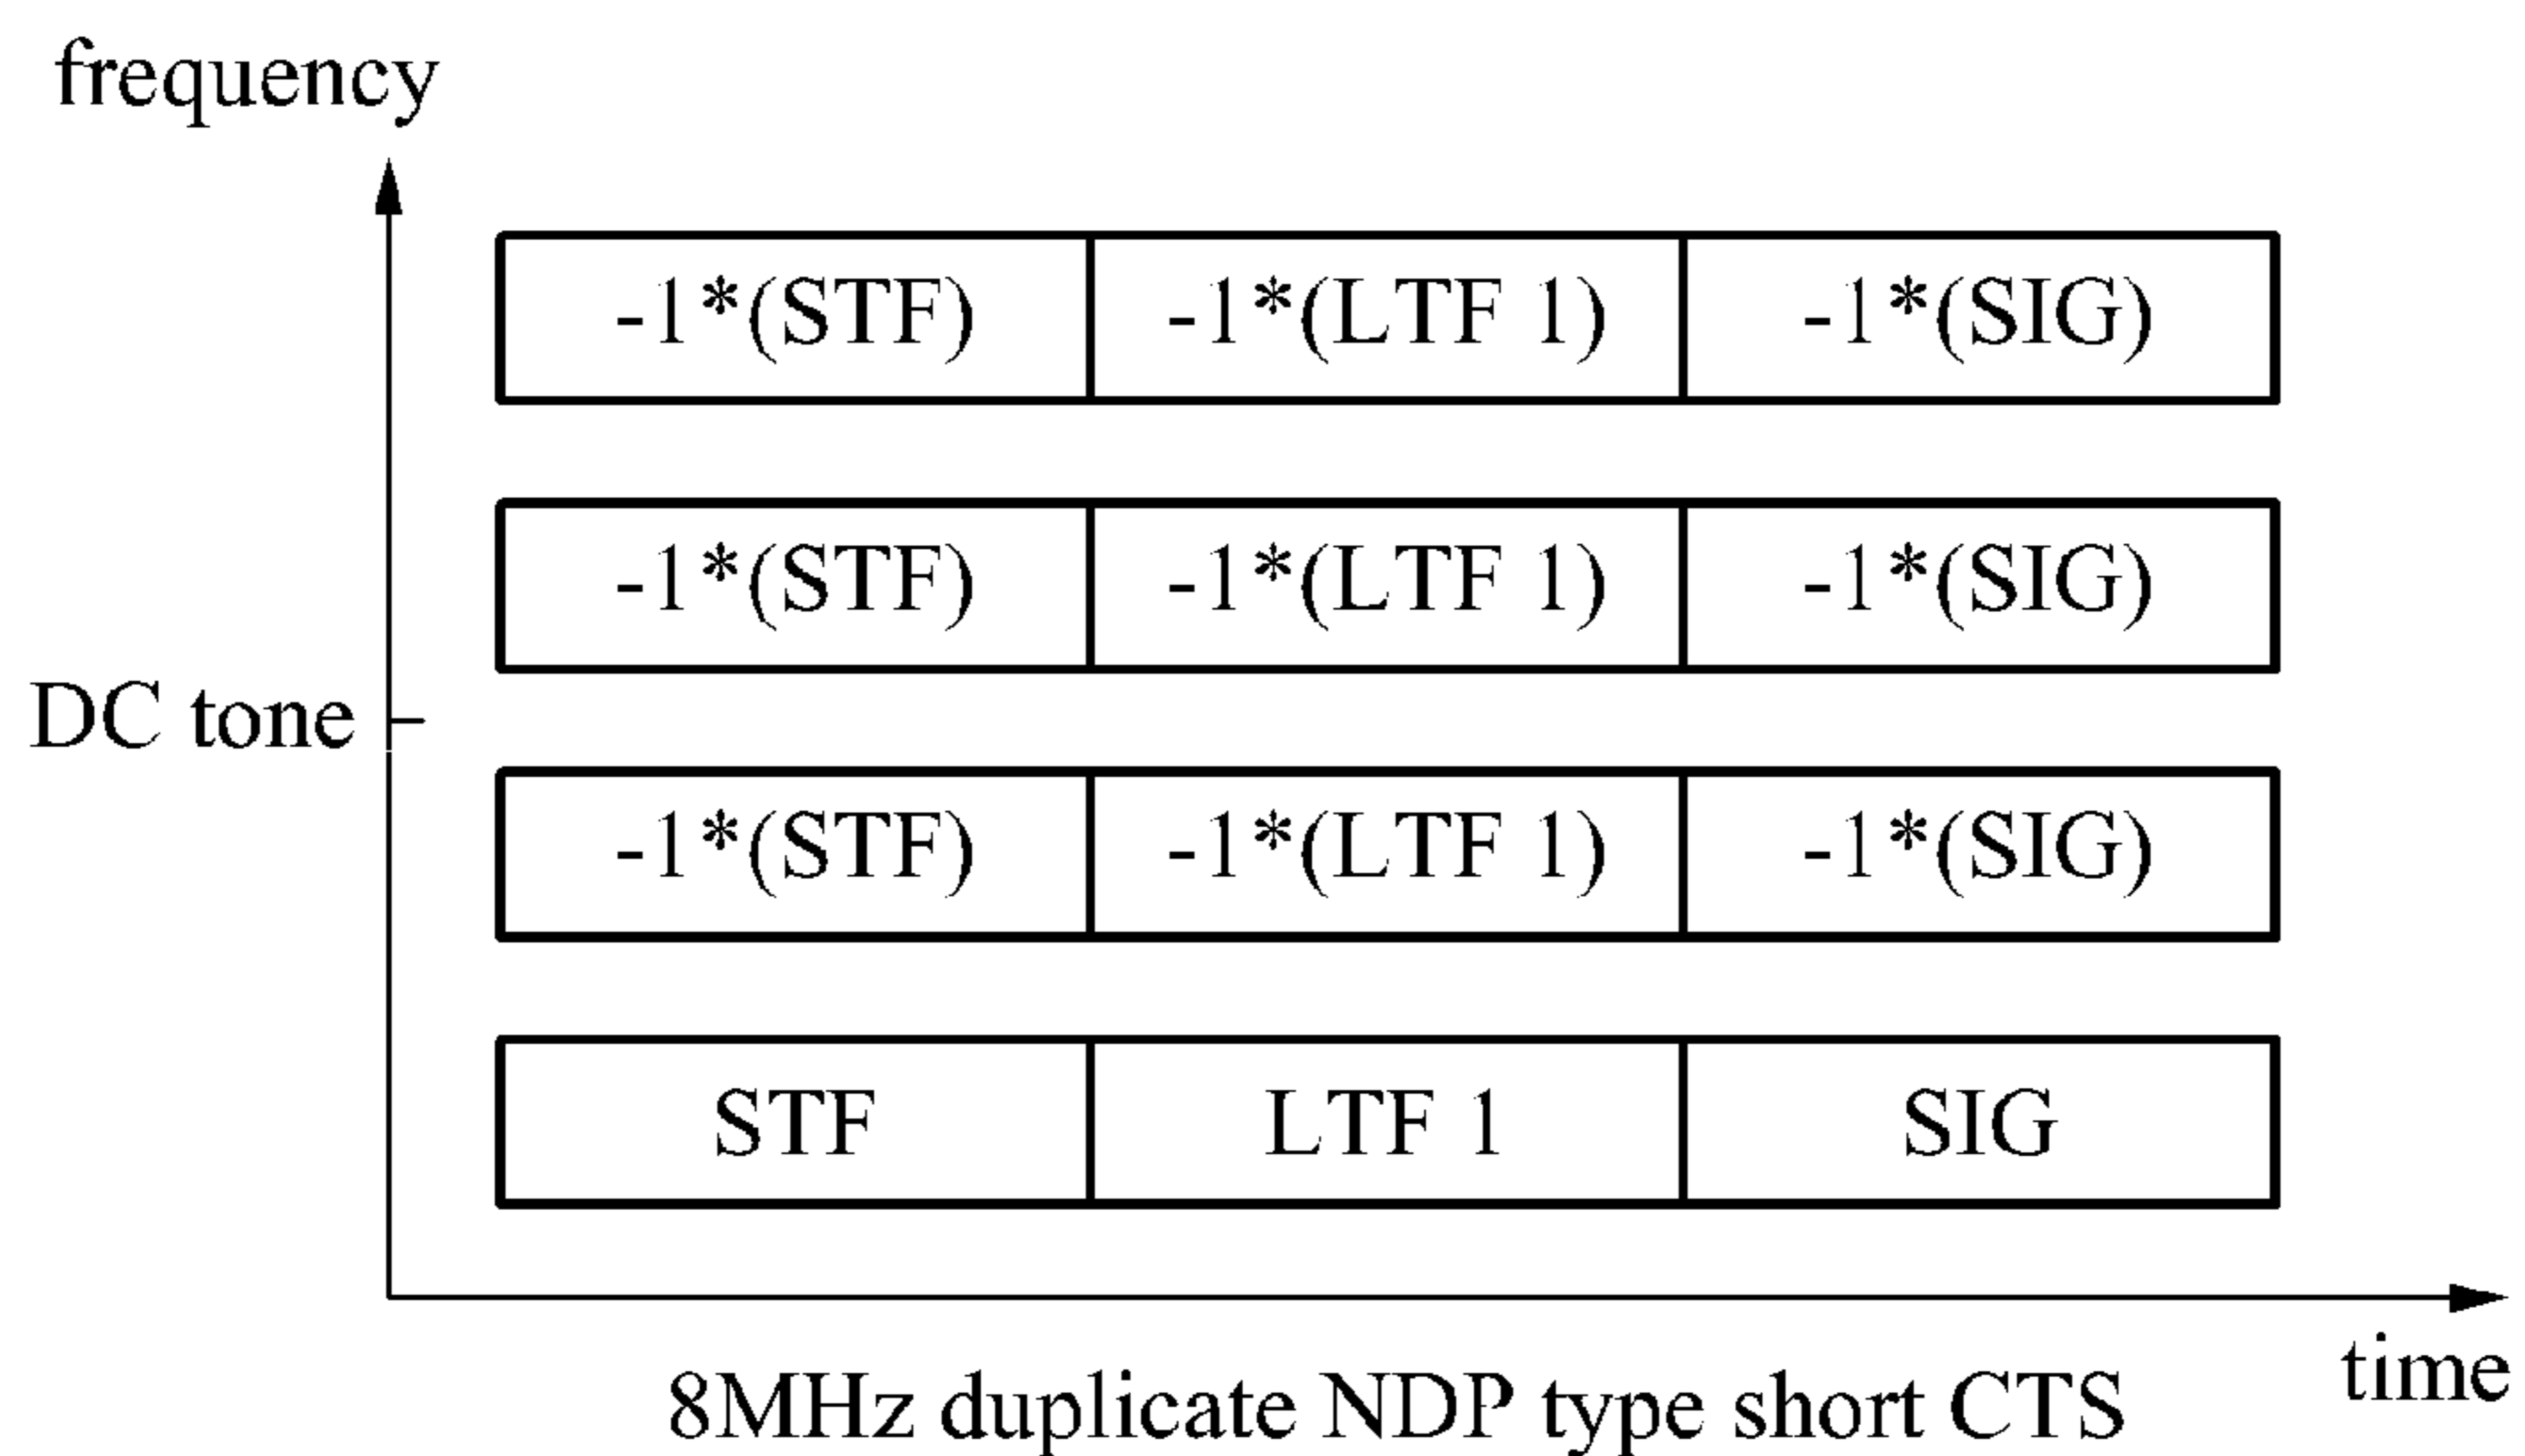 frequency
-1*(STF) -1*(LTF 1) -1*(SIG)
-1*(STF) -1*(LTF 1) -1*(SIG)
DC tone
-1*(STF) -1*(LTF 1) -1*(SIG)
STF LTF 1 SIG
time
8MHz duplicate NDP type short CTS